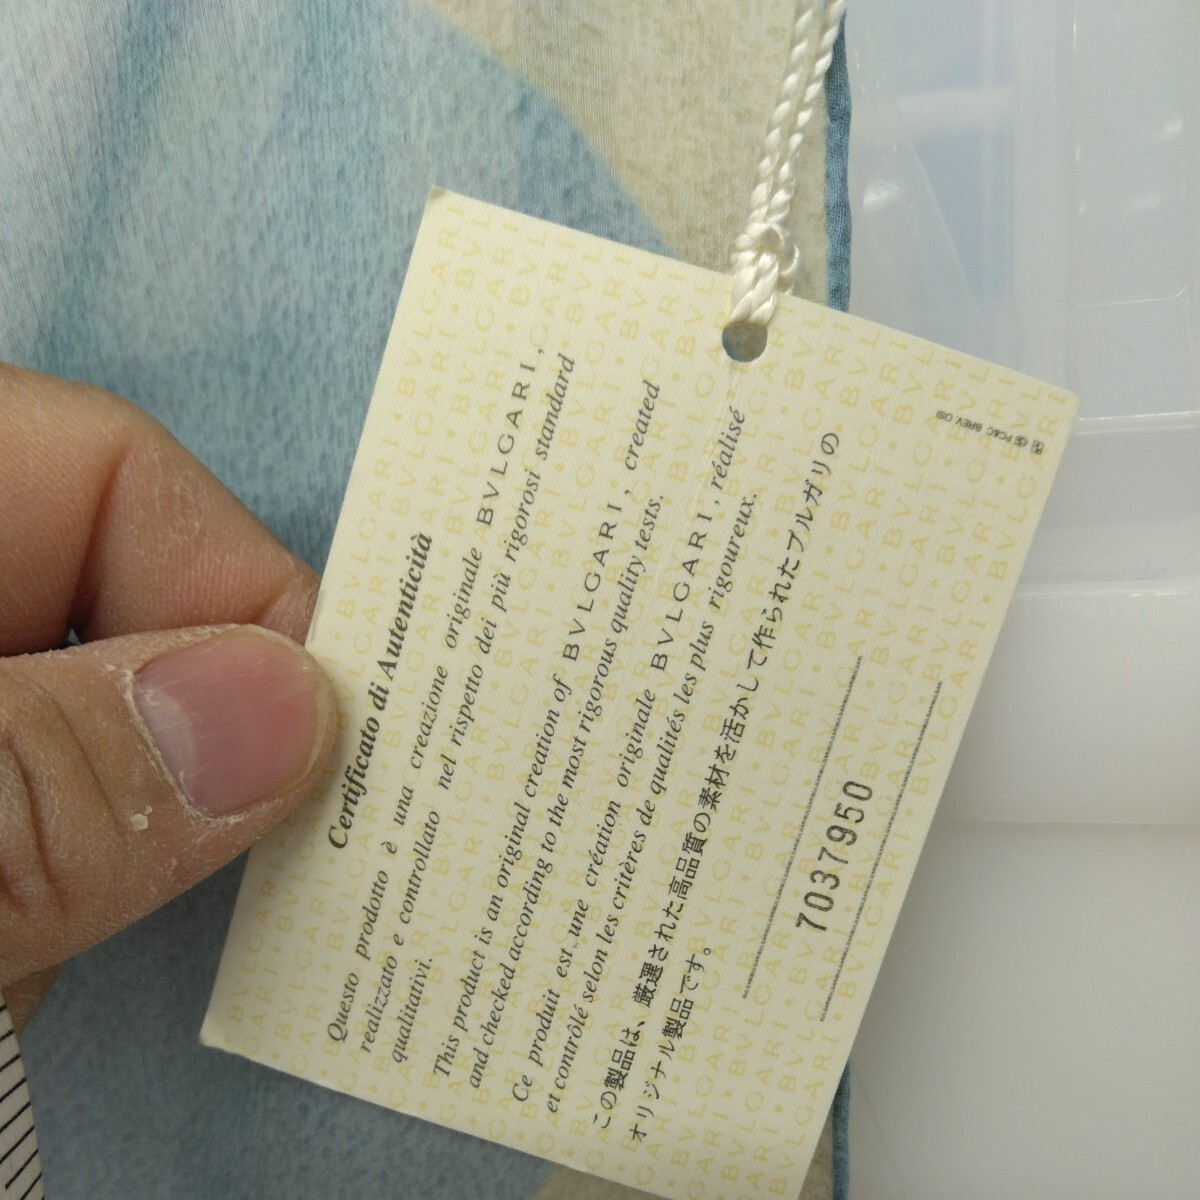 Certificato di Autenticità
Questo prodotto è una creazione originale BVLGARI,
realizzato e controllato nel rispetto dei più rigorosi standard
qualitativi.
This product is an original creation of BVLGARI, created
and checked according to the most rigorous quality tests.
Ce produit est une création originale BVLGARI, réalisé
et contrôlé selon les critères de qualités les plus rigoureux.
この製品は、厳選された高品質の素材を活かして作られたブルガリの
オリジナル製品です。
7037950
PC&C BREV. OSI